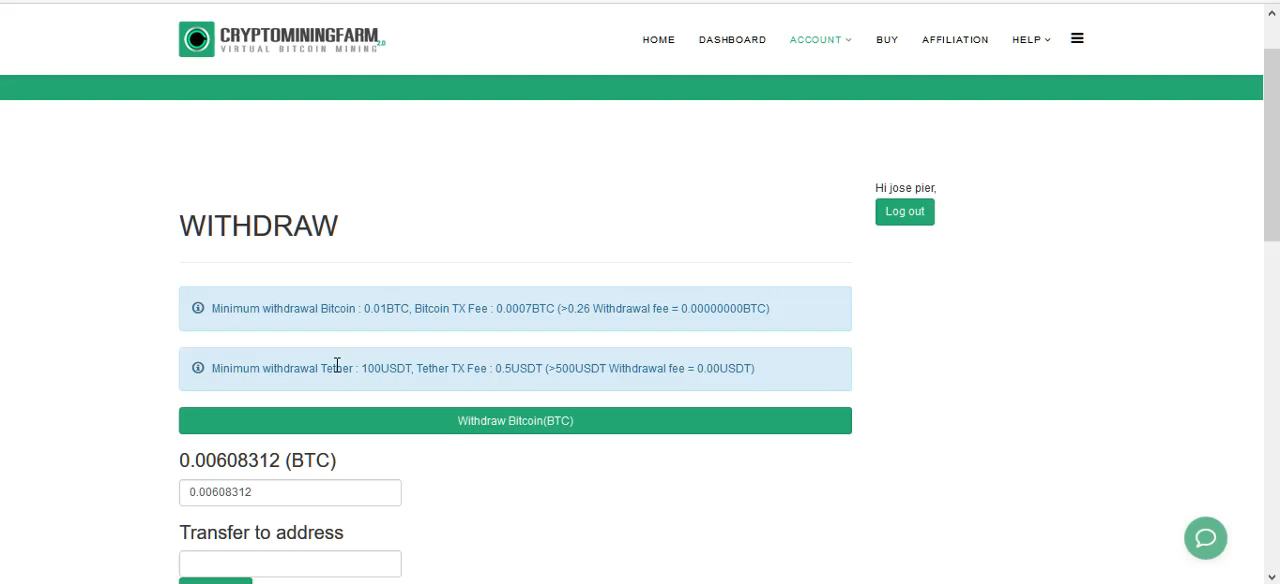 CRYPTOMININGFARM 2.0
VIRTUAL BITCOIN MINING
HOME DASHBOARD ACCOUNT BUY AFFILIATION HELP
Hi jose pier,
Log out
WITHDRAW
Minimum withdrawal Bitcoin : 0.01BTC, Bitcoin TX Fee : 0.0007BTC (>0.26 Withdrawal fee = 0.00000000BTC)
Minimum withdrawal Tether : 100USDT, Tether TX Fee : 0.5USDT (>500USDT Withdrawal fee = 0.00USDT)
Withdraw Bitcoin(BTC)
0.00608312 (BTC)
0.00608312
Transfer to address